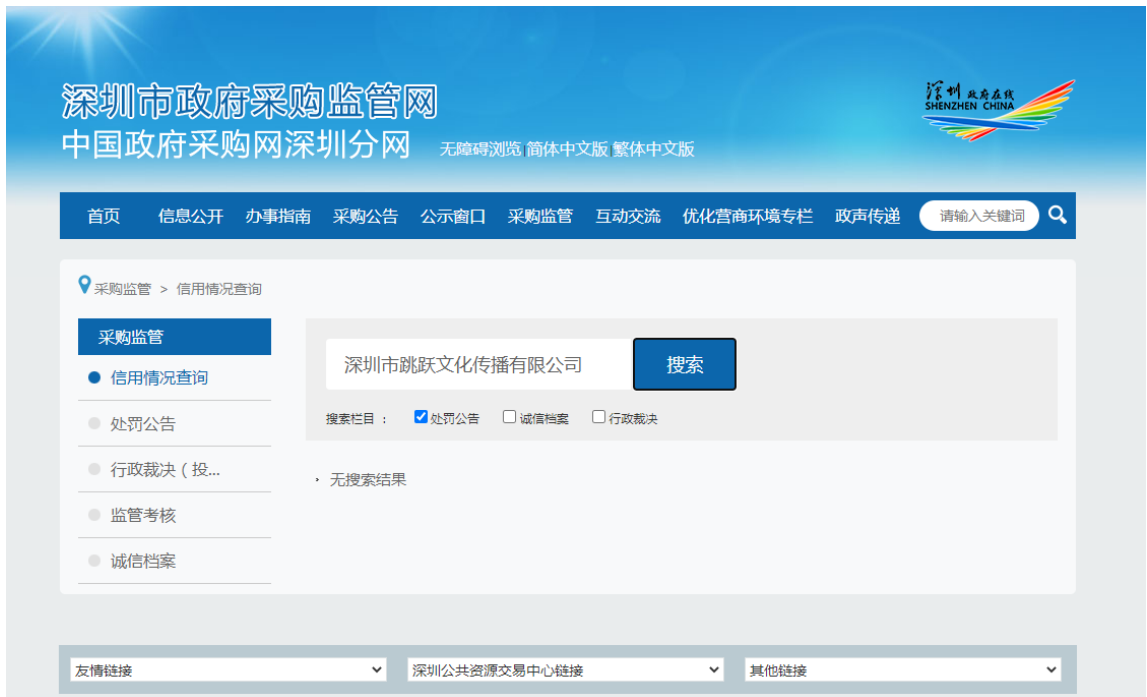 深圳市政府采购监管网
中国政府采购网深圳分网 无障碍浏览|简体中文版|繁体中文版
深圳 政府在线
SHENZHEN CHINA
首页 信息公开 办事指南 采购公告 公示窗口 采购监管 互动交流 优化营商环境专栏 政声传递 请输入关键词
采购监管 > 信用情况查询
采购监管
信用情况查询
处罚公告
行政裁决（投...
监管考核
诚信档案
深圳市跳跃文化传播有限公司 搜索
搜索栏目： 处罚公告 诚信档案 行政裁决
无搜索结果
友情链接 深圳公共资源交易中心链接 其他链接